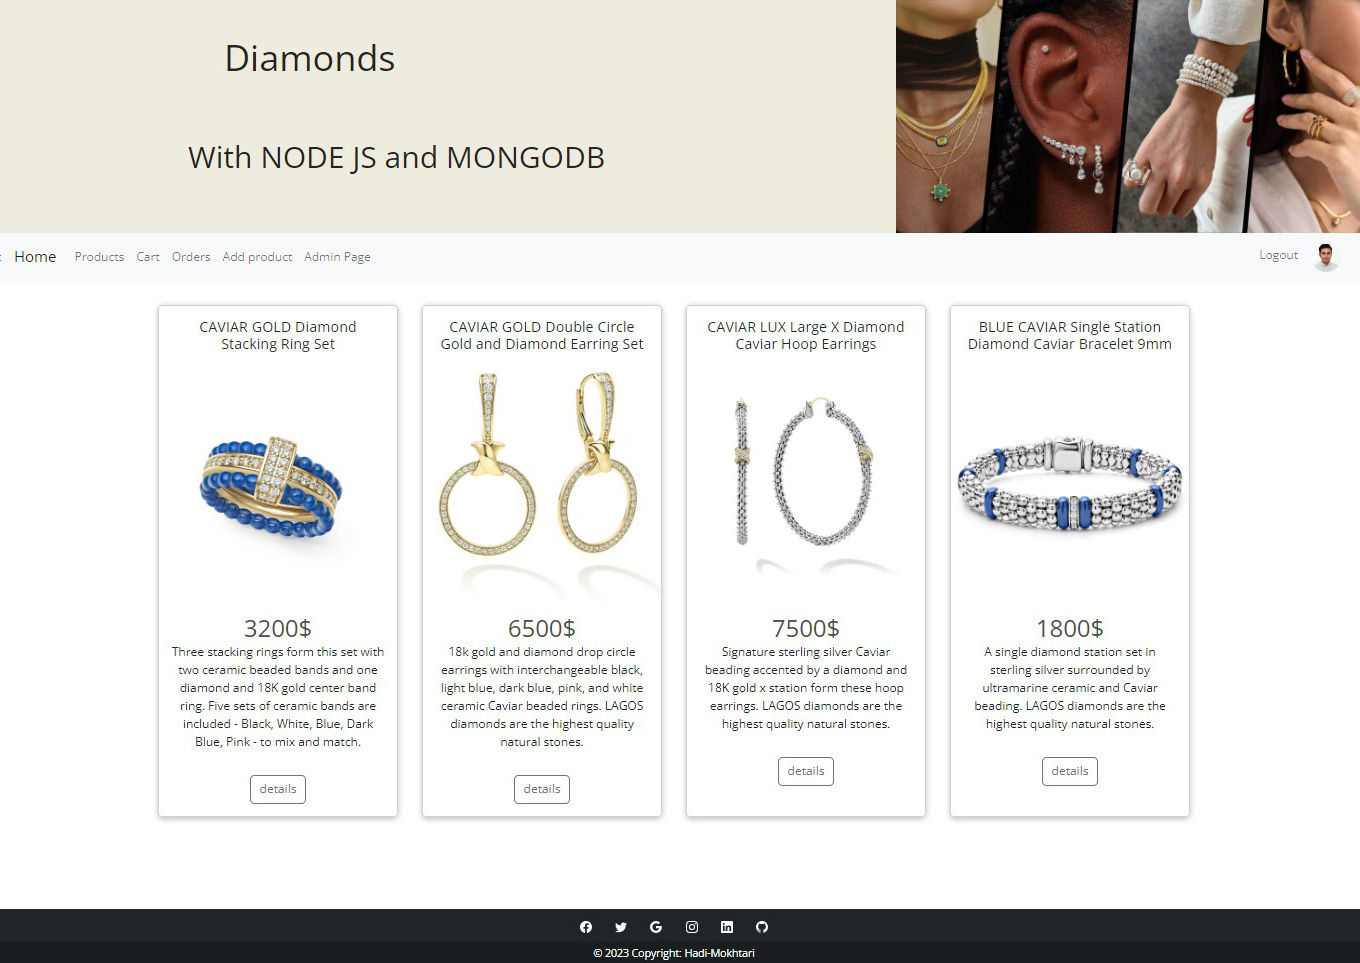 Diamonds
With NODE JS and MONGODB
Home Products Cart Orders Add product Admin Page Logout
CAVIAR GOLD Diamond
Stacking Ring Set
3200$
Three stacking rings form this set with
two ceramic beaded bands and one
diamond and 18K gold center band
ring. Five sets of ceramic bands are
included - Black, White, Blue, Dark
Blue, Pink - to mix and match.
details
CAVIAR GOLD Double Circle
Gold and Diamond Earring Set
6500$
18k gold and diamond drop circle
earrings with interchangeable black,
light blue, dark blue, pink, and white
ceramic Caviar beaded rings. LAGOS
diamonds are the highest quality
natural stones.
details
CAVIAR LUX Large X Diamond
Caviar Hoop Earrings
7500$
Signature sterling silver Caviar
beading accented by a diamond and
18K gold x station form these hoop
earrings. LAGOS diamonds are the
highest quality natural stones.
details
BLUE CAVIAR Single Station
Diamond Caviar Bracelet 9mm
1800$
A single diamond station set in
sterling silver surrounded by
ultramarine ceramic and Caviar
beading. LAGOS diamonds are the
highest quality natural stones.
details
© 2023 Copyright: Hadi-Mokhtari